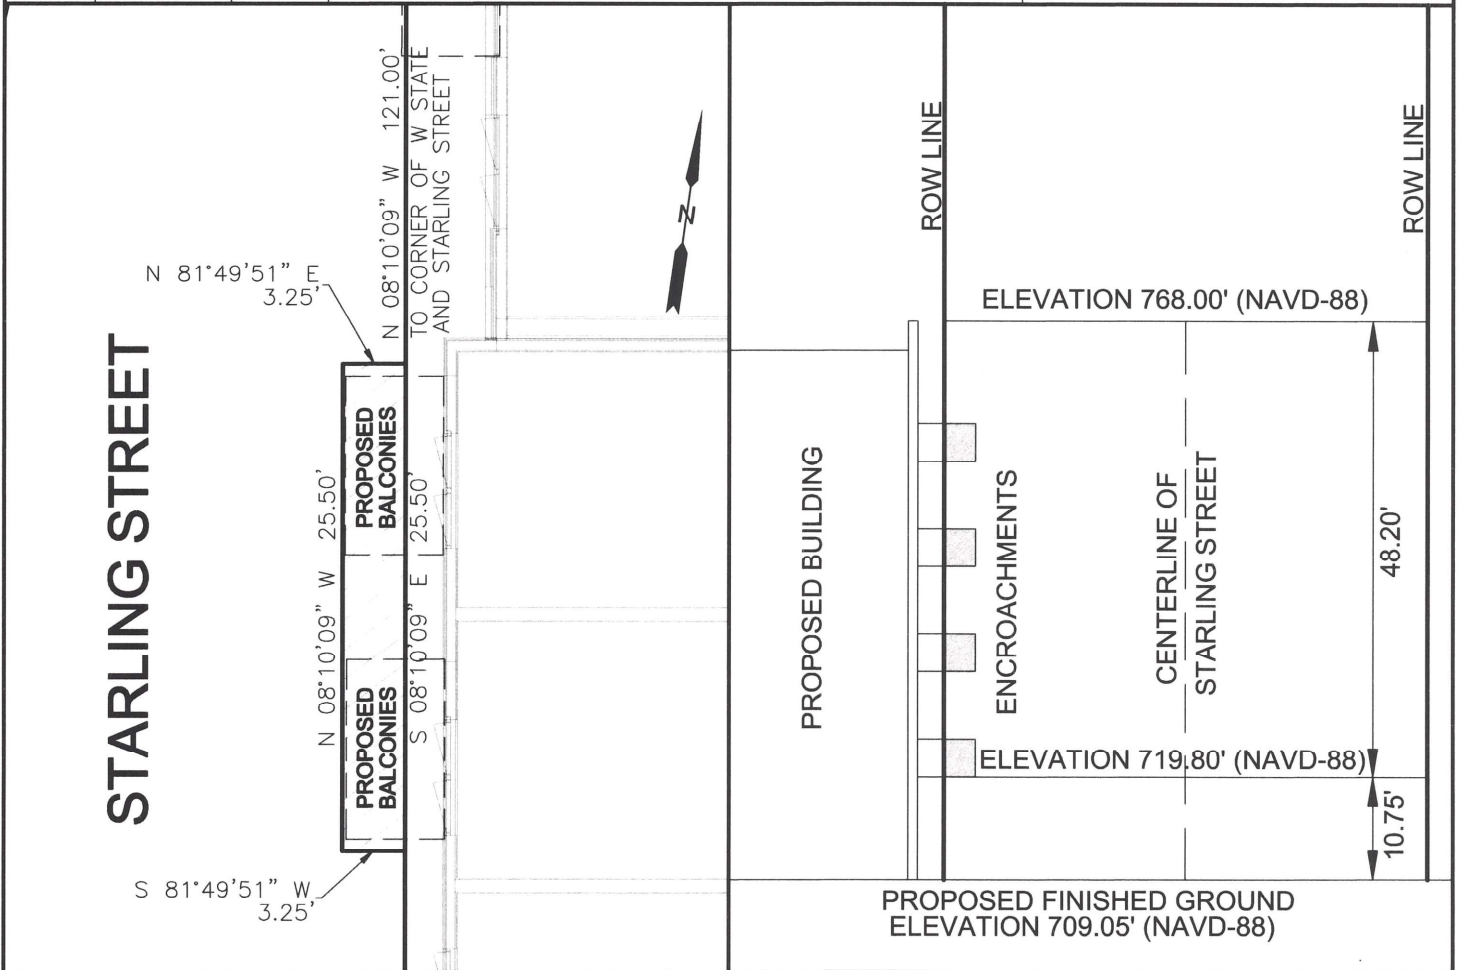 STARLING STREET
N 81°49'51" E
3.25'
N 08°10'09" W 121.00'
TO CORNER OF W STATE
AND STARLING STREET
N 08°10'09" W 25.50'
PROPOSED
BALCONIES
PROPOSED
BALCONIES
S 08°10'09" E 25.50'
S 81°49'51" W
3.25'
N
PROPOSED BUILDING
ROW LINE
ENCROACHMENTS
CENTERLINE OF
STARLING STREET
ROW LINE
ELEVATION 768.00' (NAVD-88)
48.20'
ELEVATION 719.80' (NAVD-88)
10.75'
PROPOSED FINISHED GROUND
ELEVATION 709.05' (NAVD-88)